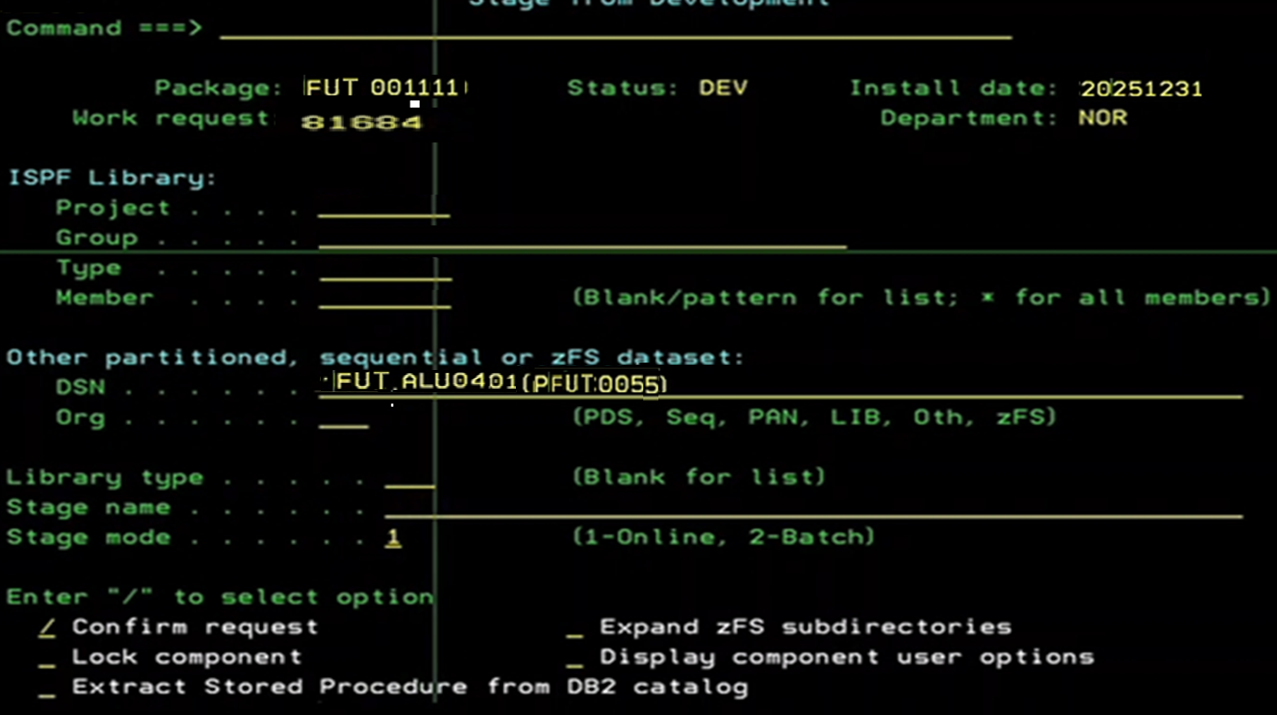 Stage from Development
Command ===>
Package: FUT 001111 Status: DEV Install date: 20251231
Work request: 81684 Department: NOR
ISPF Library:
Project . . . .
Group . . . . .
Type . . . .
Member . . . . (Blank/pattern for list; * for all members)
Other partitioned, sequential or zFS dataset:
DSN . . . . . . FUT.ALU0401(PFUT0055)
Org . . . . . . (PDS, Seq, PAN, LIB, Oth, zFS)
Library type . . . . . (Blank for list)
Stage name . . . . . .
Stage mode . . . . . . 1 (1-Online, 2-Batch)
Enter "/" to select option
/ Confirm request _ Expand zFS subdirectories
_ Lock component _ Display component user options
_ Extract Stored Procedure from DB2 catalog